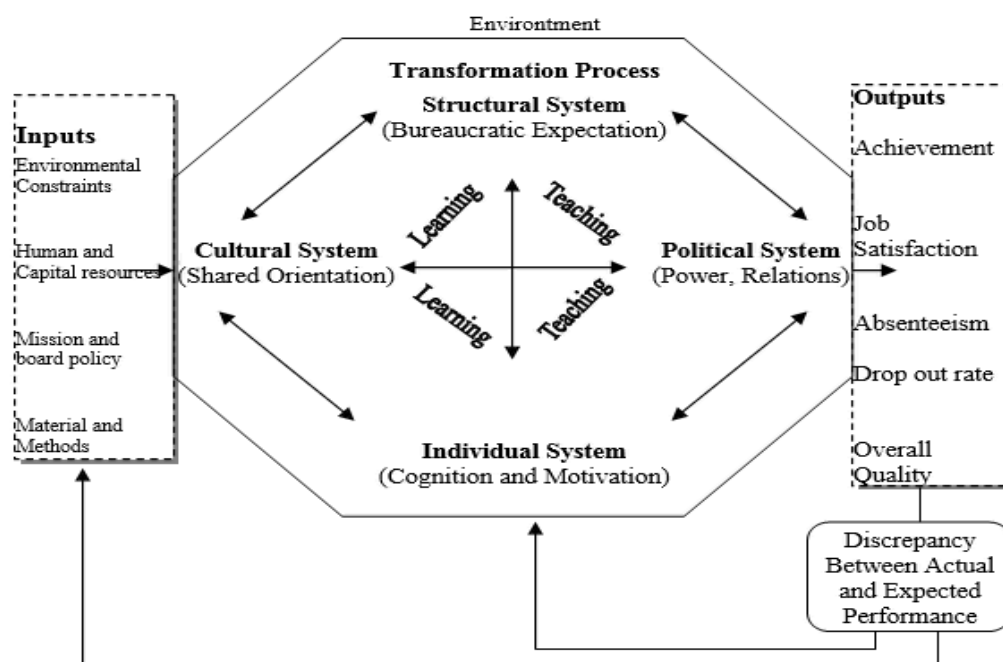 Environtment
Transformation Process
Structural System
(Bureaucratic Expectation)
Inputs
Environmental
Constraints
Human and
Capital resources
Mission and
board policy
Material and
Methods
Learning
Teaching
Cultural System
(Shared Orientation)
Political System
(Power, Relations)
Learning
Teaching
Individual System
(Cognition and Motivation)
Outputs
Achievement
Job
Satisfaction
Absenteeism
Drop out rate
Overall
Quality
Discrepancy
Between Actual
and Expected
Performance